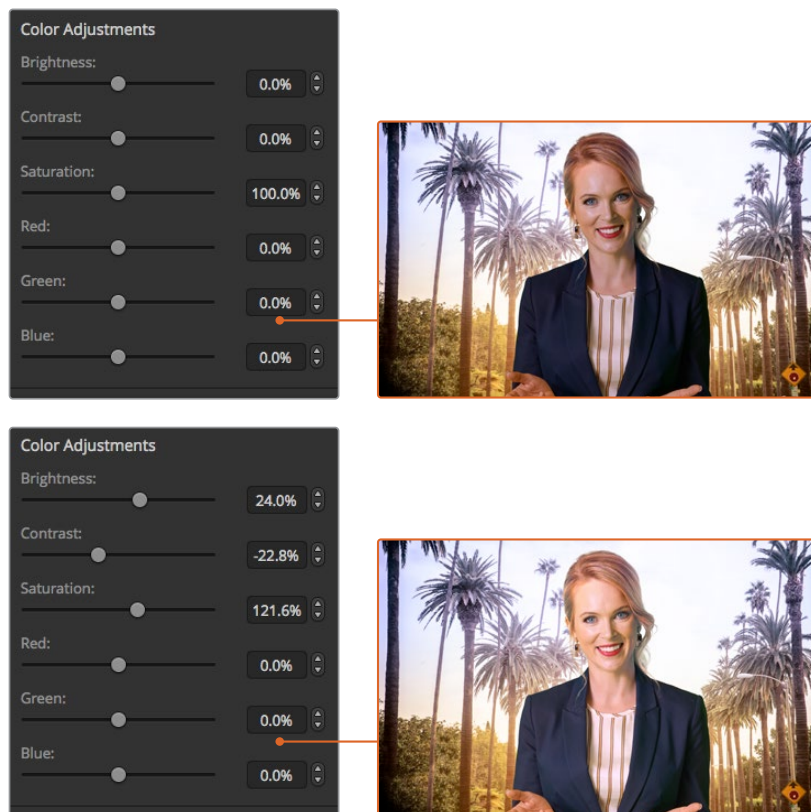 Color Adjustments
Brightness:
0.0%
Contrast:
0.0%
Saturation:
100.0%
Red:
0.0%
Green:
0.0%
Blue:
0.0%
Color Adjustments
Brightness:
24.0%
Contrast:
-22.8%
Saturation:
121.6%
Red:
0.0%
Green:
0.0%
Blue:
0.0%